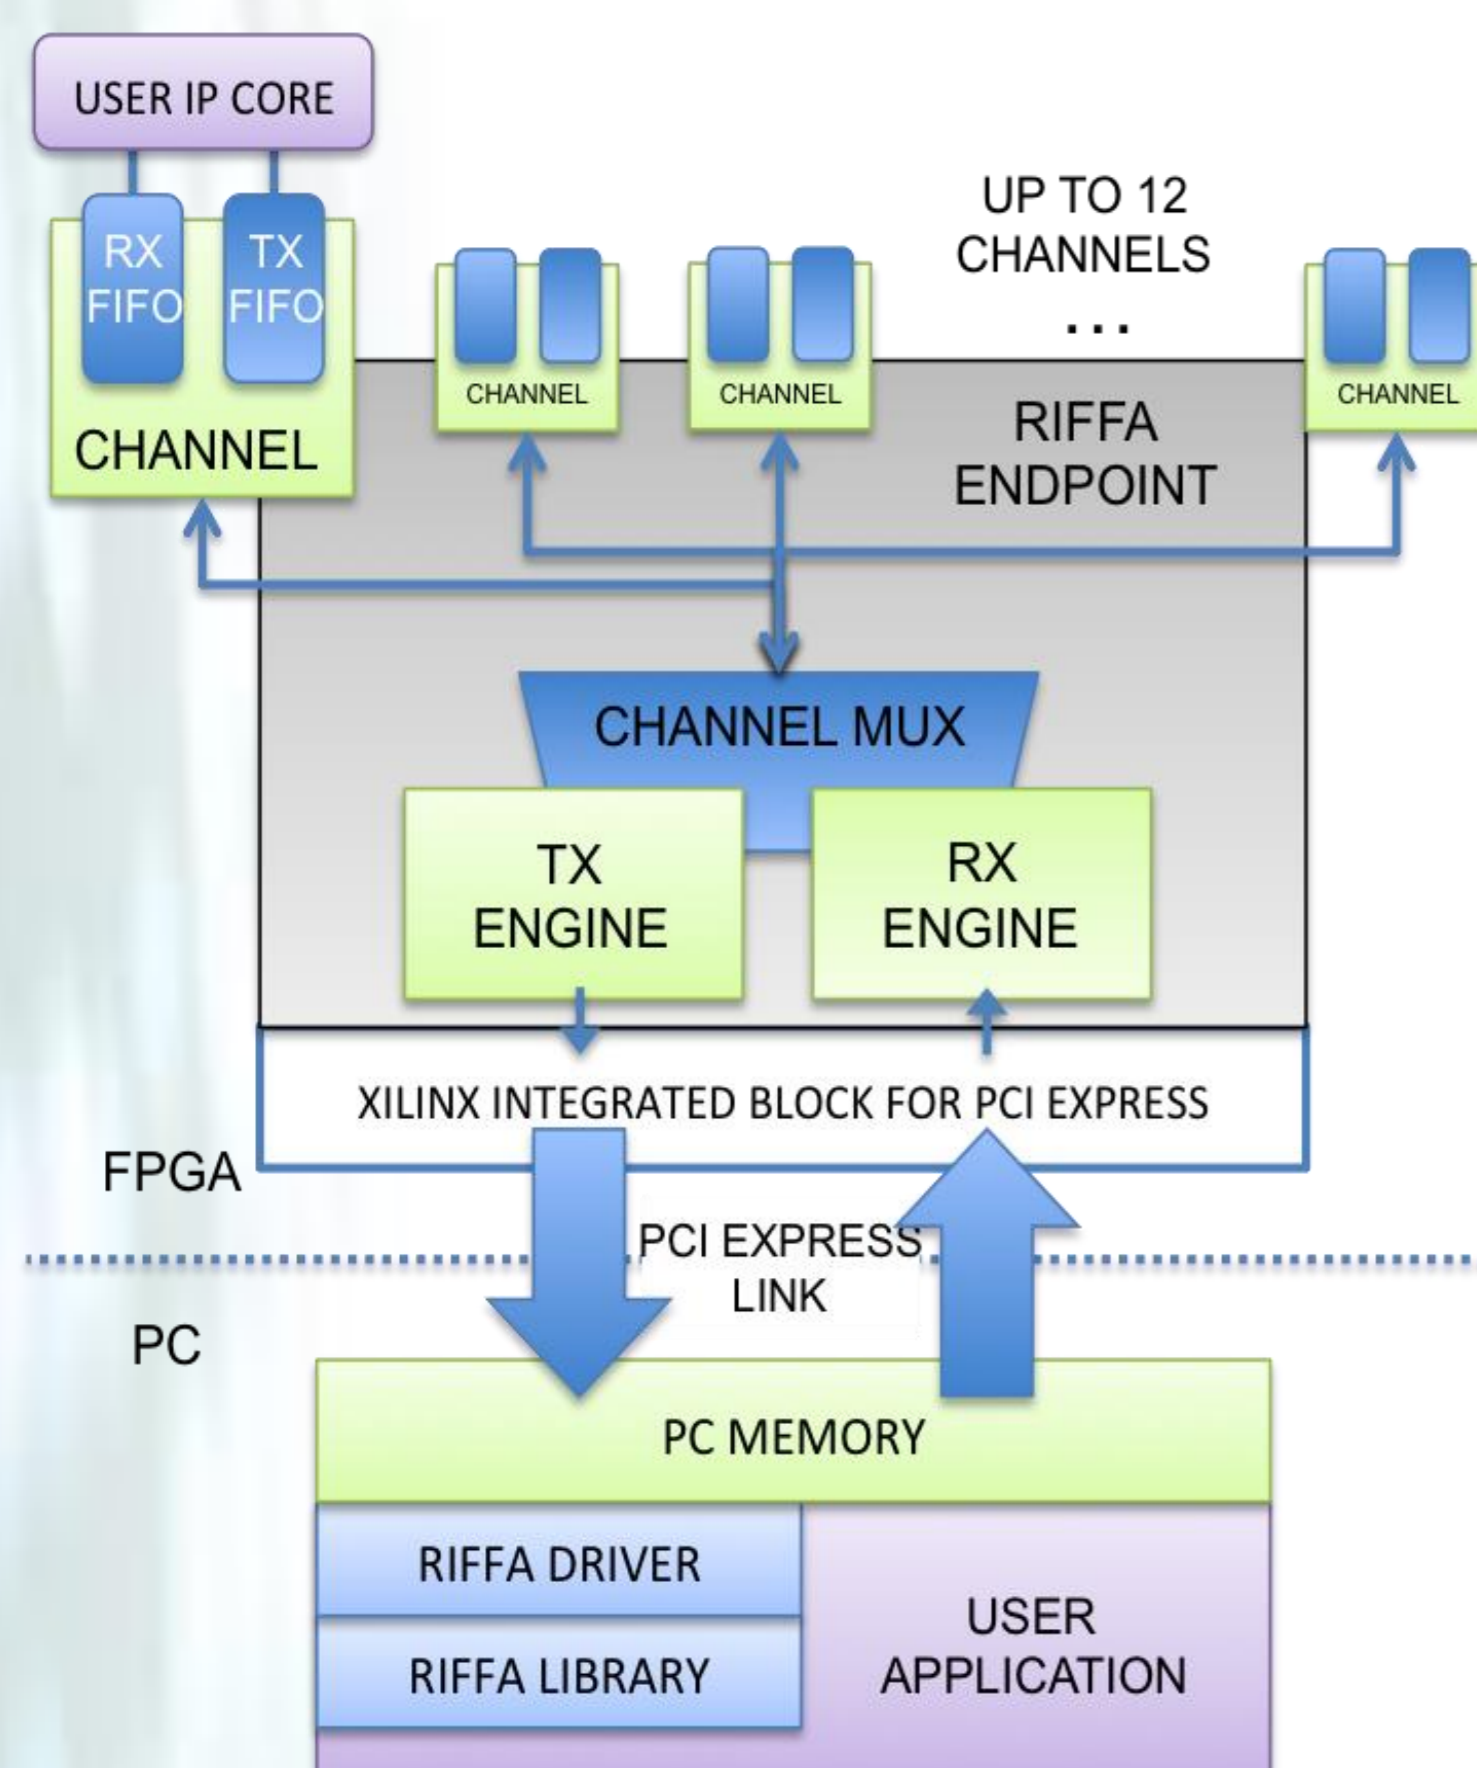 USER IP CORE
RX
FIFO
TX
FIFO
CHANNEL
CHANNEL
CHANNEL
UP TO 12
CHANNELS
...
CHANNEL
RIFFA
ENDPOINT
CHANNEL MUX
TX
ENGINE
RX
ENGINE
XILINX INTEGRATED BLOCK FOR PCI EXPRESS
FPGA
PCI EXPRESS
LINK
PC
PC MEMORY
RIFFA DRIVER
RIFFA LIBRARY
USER
APPLICATION